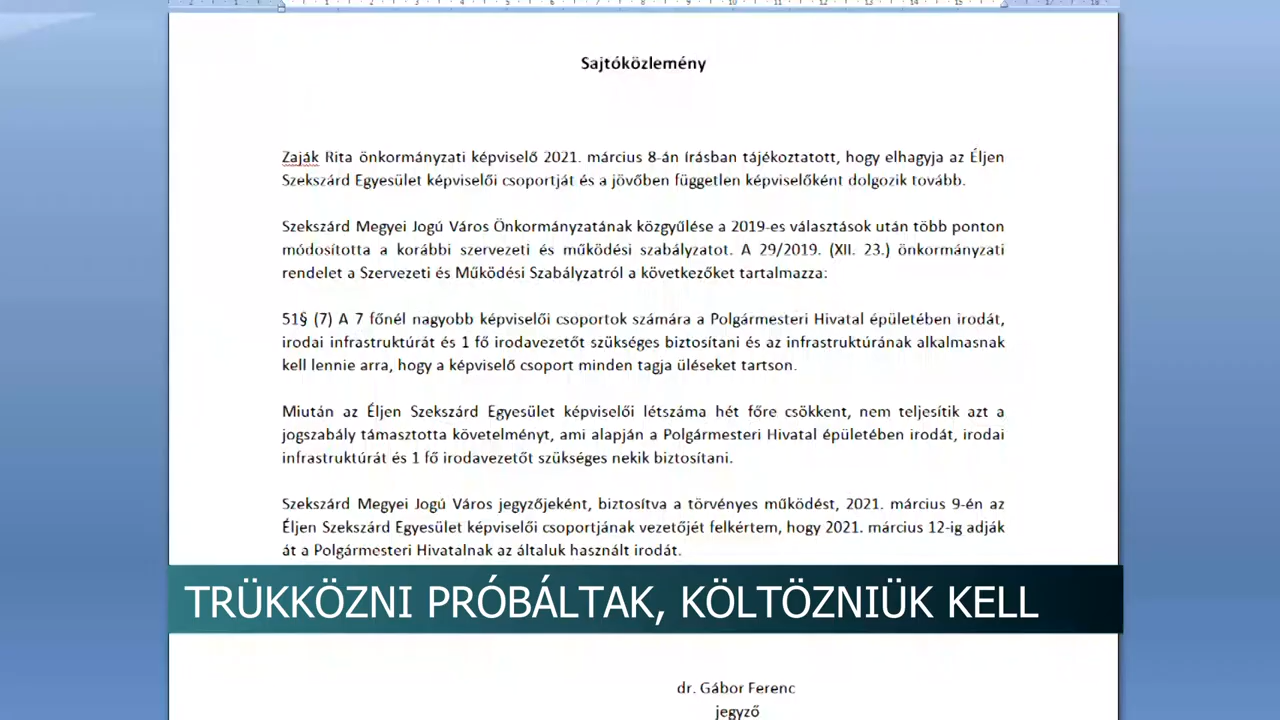 Sajtóközlemény
Zaják Rita önkormányzati képviselő 2021. március 8-án írásban tájékoztatott, hogy elhagyja az Éljen
Szekszárd Egyesület képviselői csoportját és a jövőben független képviselőként dolgozik tovább.
Szekszárd Megyei Jogú Város Önkormányzatának közgyűlése a 2019-es választások után több ponton
módosította a korábbi szervezeti és működési szabályzatot. A 29/2019. (XII. 23.) önkormányzati
rendelet a Szervezeti és Működési Szabályzatról a következőket tartalmazza:
51§ (7) A 7 főnél nagyobb képviselői csoportok számára a Polgármesteri Hivatal épületében irodát,
irodai infrastruktúrát és 1 fő irodavezetőt szükséges biztosítani és az infrastruktúrának alkalmasnak
kell lennie arra, hogy a képviselő csoport minden tagja üléseket tartson.
Miután az Éljen Szekszárd Egyesület képviselői létszáma hét főre csökkent, nem teljesítik azt a
jogszabály támasztotta követelményt, ami alapján a Polgármesteri Hivatal épületében irodát, irodai
infrastruktúrát és 1 fő irodavezetőt szükséges nekik biztosítani.
Szekszárd Megyei Jogú Város jegyzőjeként, biztosítva a törvényes működést, 2021. március 9-én az
Éljen Szekszárd Egyesület képviselői csoportjának vezetőjét felkértem, hogy 2021. március 12-ig adják
át a Polgármesteri Hivatalnak az általuk használt irodát.
TRÜKKÖZNI PRÓBÁLTAK, KÖLTÖZNIÜK KELL
dr. Gábor Ferenc
jegyző